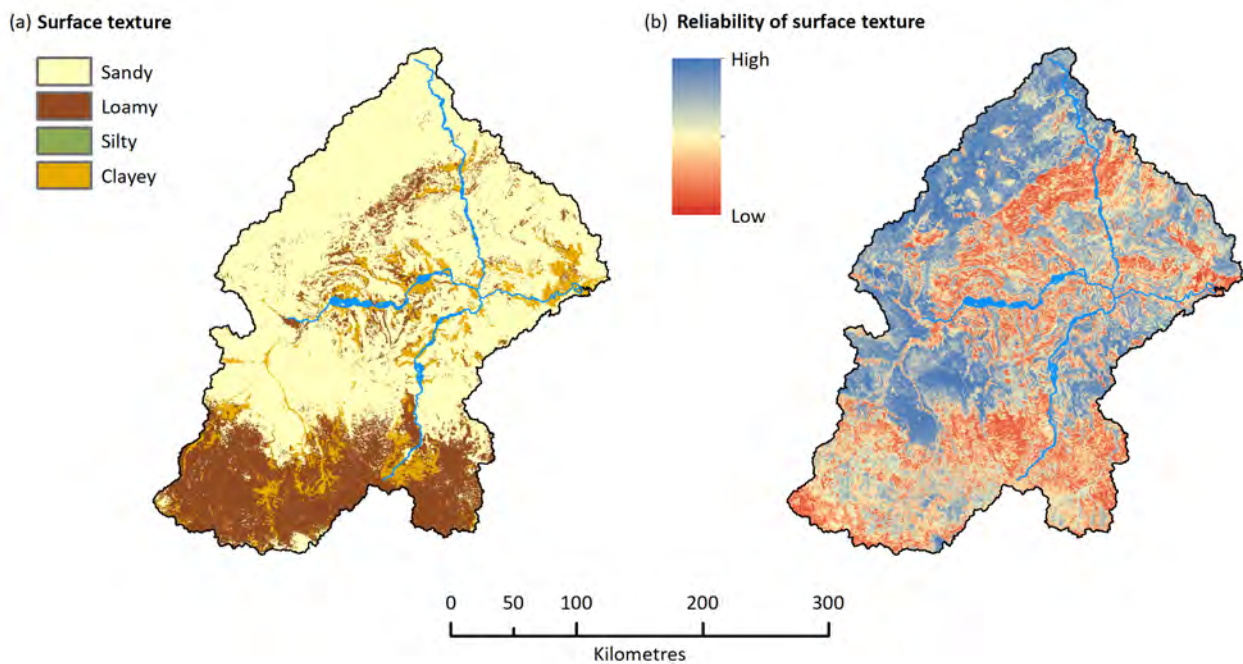 (a) Surface texture
Sandy
Loamy
Silty
Clayey
(b) Reliability of surface texture
High
Low
0 50 100 200 300
Kilometres